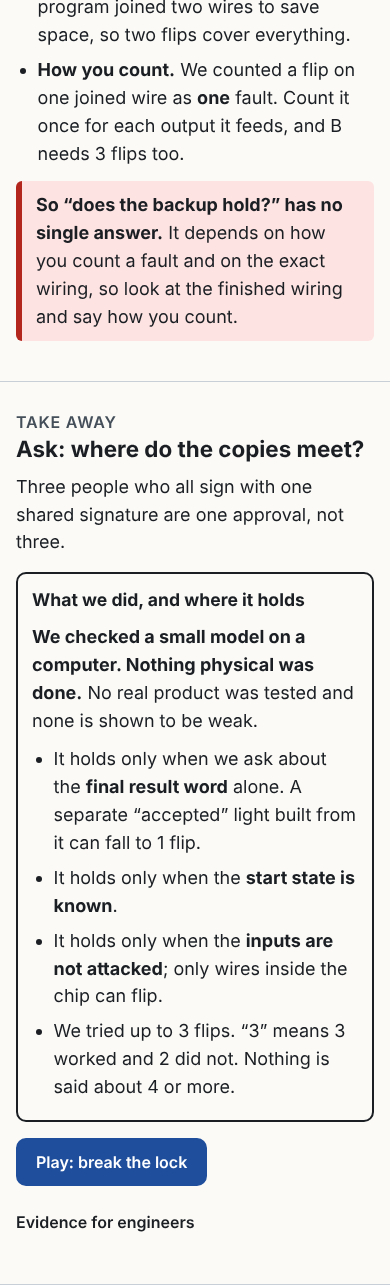 program joined two wires to save
space, so two flips cover everything.
• How you count. We counted a flip on
one joined wire as one fault. Count it
once for each output it feeds, and B
needs 3 flips too.
So “does the backup hold?” has no
single answer. It depends on how
you count a fault and on the exact
wiring, so look at the finished wiring
and say how you count.
TAKE AWAY
Ask: where do the copies meet?
Three people who all sign with one
shared signature are one approval, not
three.
What we did, and where it holds
We checked a small model on a
computer. Nothing physical was
done. No real product was tested and
none is shown to be weak.
• It holds only when we ask about
the final result word alone. A
separate “accepted” light built from
it can fall to 1 flip.
• It holds only when the start state is
known.
• It holds only when the inputs are
not attacked; only wires inside the
chip can flip.
• We tried up to 3 flips. “3” means 3
worked and 2 did not. Nothing is
said about 4 or more.
Play: break the lock
Evidence for engineers